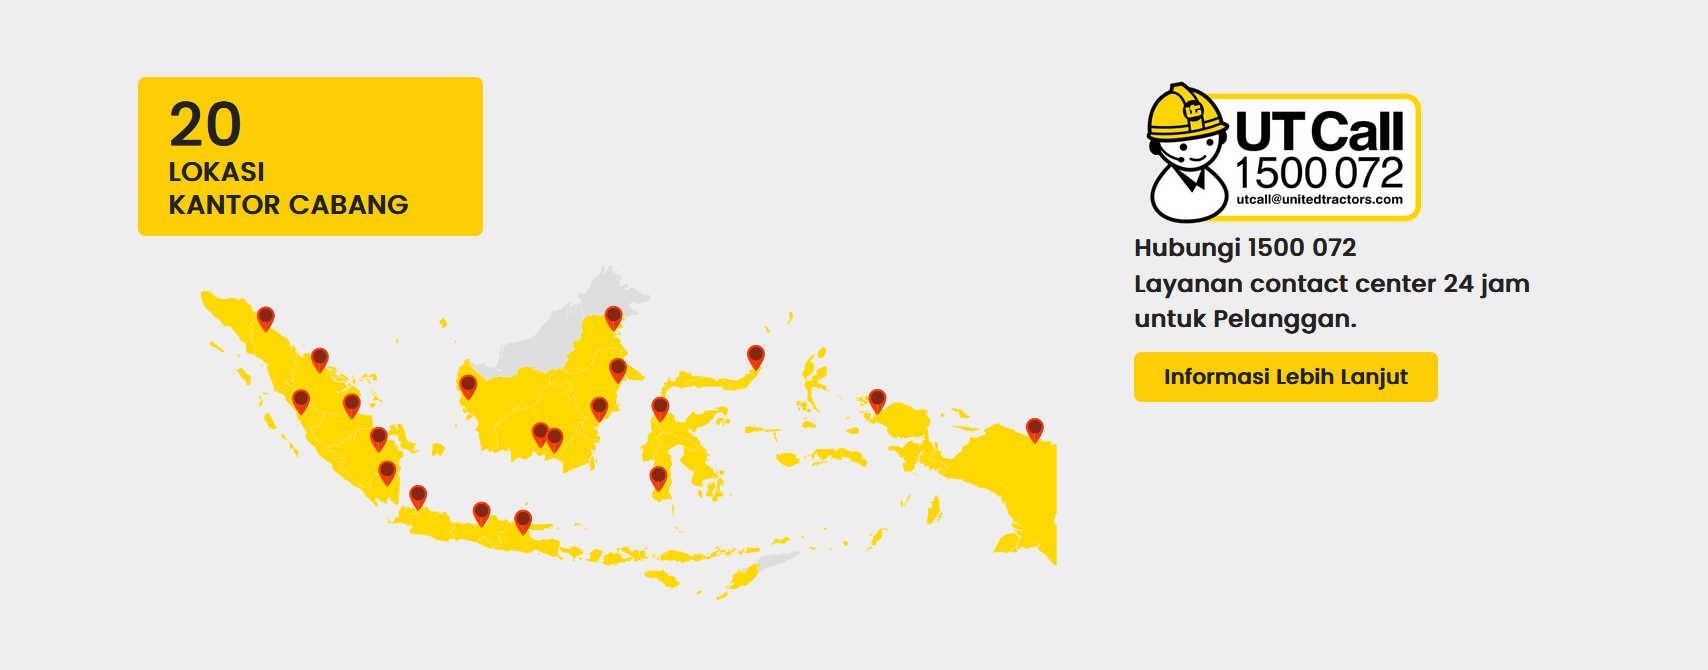 20
LOKASI
KANTOR CABANG
UT Call
1500 072
utcall@unitedtractors.com
Hubungi 1500 072
Layanan contact center 24 jam
untuk Pelanggan.
Informasi Lebih Lanjut